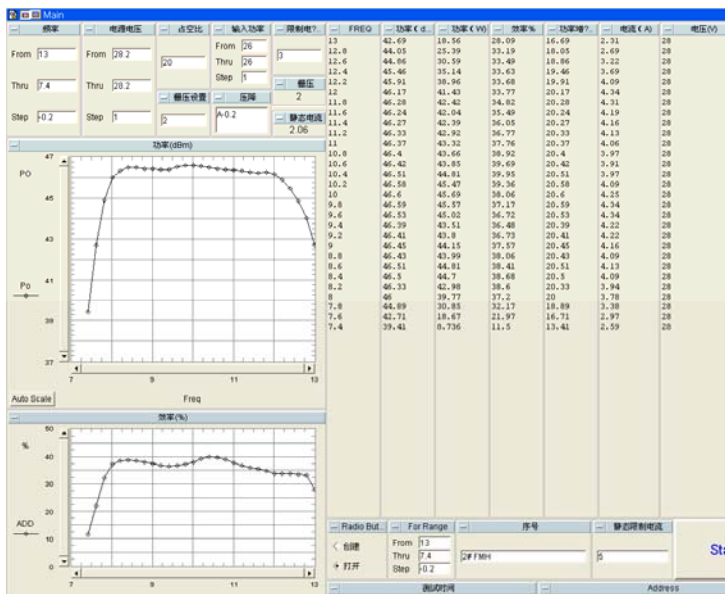 Main
频率 电源电压 占空比 输入功率 限制电?..
From 13 From 28.2 20 From 26 3
Thru 26
Step 1
Thru 7.4 Thru 28.2
栅压设置 压降 栅压
2 A-0.2 2
Step -0.2 Step 1
静态电流
2.06
功率(dBm)
PO
47
45
43
41
39
37
Po
7 9 11 13
Auto Scale Freq
效率(%)
%
60
50
40
30
20
10
0
ADD
7 9 11 13
FREQ 功率( d... 功率( W) 效率% 功率增?.. 电流( A) 电压(V)
13 42.69 18.56 28.09 16.69 2.31 28
12.8 44.05 25.39 33.19 18.05 2.69 28
12.6 44.86 30.59 33.49 18.86 3.22 28
12.4 45.46 35.14 33.63 19.46 3.69 28
12.2 45.91 38.96 33.68 19.91 4.09 28
12 46.17 41.43 33.77 20.17 4.34 28
11.8 46.28 42.42 34.82 20.28 4.31 28
11.6 46.24 42.04 35.49 20.24 4.19 28
11.4 46.27 42.39 36.05 20.27 4.16 28
11.2 46.33 42.92 36.77 20.33 4.13 28
11 46.37 43.32 37.76 20.37 4.06 28
10.8 46.4 43.66 38.92 20.4 3.97 28
10.6 46.42 43.85 39.69 20.42 3.91 28
10.4 46.51 44.81 39.95 20.51 3.97 28
10.2 46.58 45.47 39.36 20.58 4.09 28
10 46.6 45.69 38.06 20.6 4.25 28
9.8 46.59 45.57 37.17 20.59 4.34 28
9.6 46.53 45.02 36.72 20.53 4.34 28
9.4 46.39 43.51 36.48 20.39 4.22 28
9.2 46.41 43.8 36.73 20.41 4.22 28
9 46.45 44.15 37.57 20.45 4.16 28
8.8 46.43 43.99 38.06 20.43 4.09 28
8.6 46.51 44.81 38.41 20.51 4.13 28
8.4 46.5 44.7 38.68 20.5 4.09 28
8.2 46.33 42.98 38.6 20.33 3.94 28
8 46 39.77 37.2 20 3.78 28
7.8 44.89 30.85 32.17 18.89 3.38 28
7.6 42.71 18.67 21.97 16.71 2.97 28
7.4 39.41 8.736 11.5 13.41 2.59 28
Radio But... For Range 序号 静态限制电流
创建
打开
From 13
Thru 7.4
Step -0.2
2# FMH 5
Sta
测试时间 Address